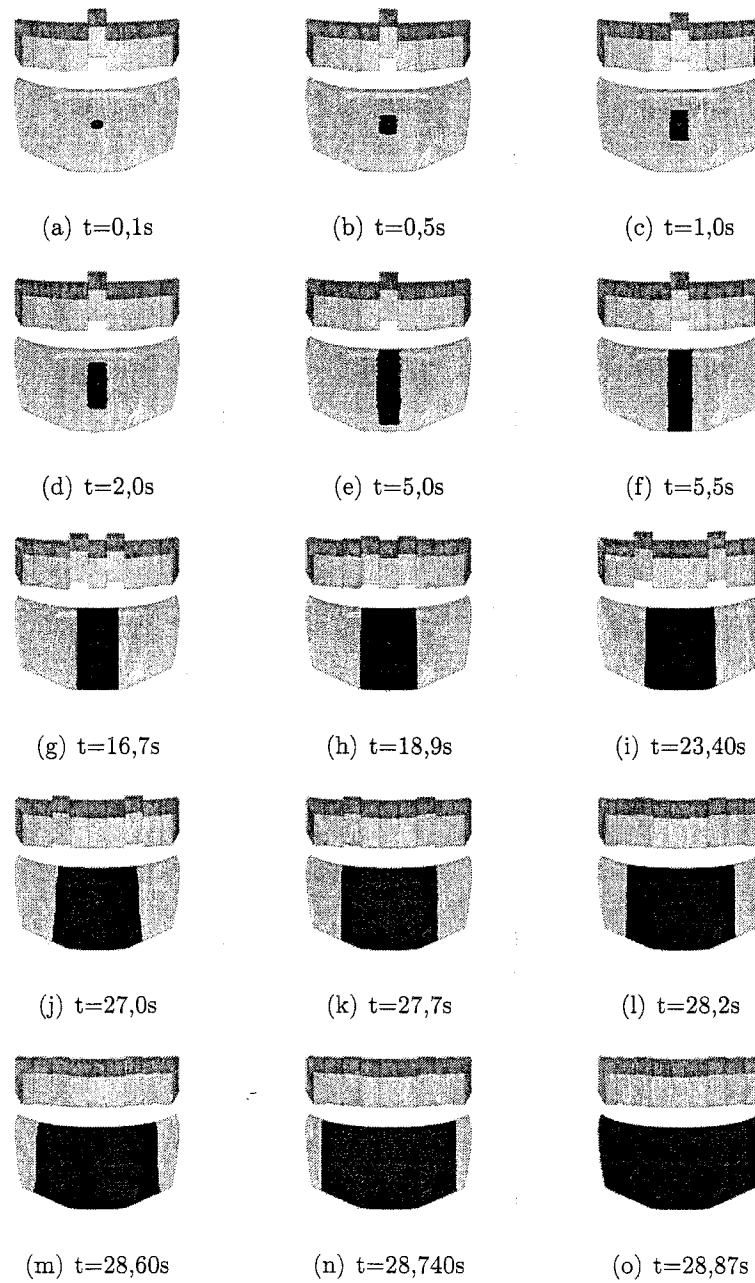 (a) t=0,1s
(b) t=0,5s
(c) t=1,0s
(d) t=2,0s
(e) t=5,0s
(f) t=5,5s
(g) t=16,7s
(h) t=18,9s
(i) t=23,40s
(j) t=27,0s
(k) t=27,7s
(l) t=28,2s
(m) t=28,60s
(n) t=28,740s
(o) t=28,87s